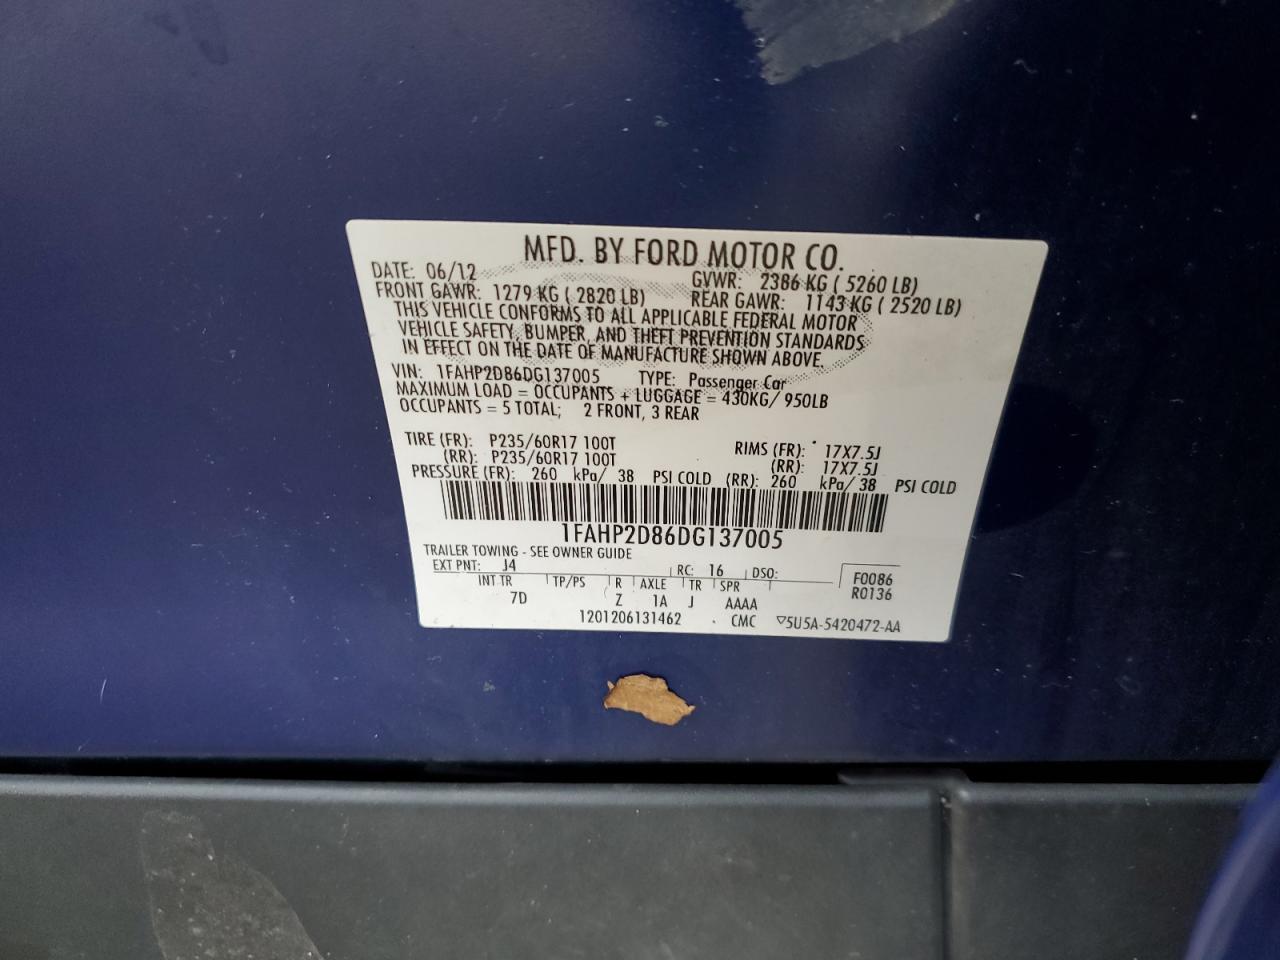 MFD. BY FORD MOTOR CO.
DATE: 06/12 GVWR: 2386 KG ( 5260 LB)
FRONT GAWR: 1279 KG ( 2820 LB) REAR GAWR: 1143 KG ( 2520 LB)
THIS VEHICLE CONFORMS TO ALL APPLICABLE FEDERAL MOTOR
VEHICLE SAFETY, BUMPER, AND THEFT PREVENTION STANDARDS
IN EFFECT ON THE DATE OF MANUFACTURE SHOWN ABOVE.
VIN: 1FAHP2D86DG137005 TYPE: Passenger Car
MAXIMUM LOAD = OCCUPANTS + LUGGAGE = 430KG/ 950LB
OCCUPANTS = 5 TOTAL; 2 FRONT, 3 REAR
TIRE (FR): P235/60R17 100T RIMS (FR): 17X7.5J
(RR): P235/60R17 100T (RR): 17X7.5J
PRESSURE (FR): 260 kPa/ 38 PSI COLD (RR): 260 kPa/ 38 PSI COLD
1FAHP2D86DG137005
TRAILER TOWING - SEE OWNER GUIDE
EXT PNT: J4 RC: 16 DSO: F0086
INT TR TP/PS R AXLE TR SPR R0136
7D Z 1A J AAAA
1201206131462 CMC ▽5U5A-5420472-AA